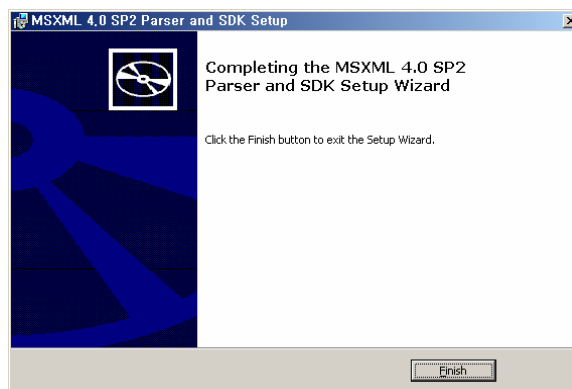 MSXML 4.0 SP2 Parser and SDK Setup
Completing the MSXML 4.0 SP2
Parser and SDK Setup Wizard
Click the Finish button to exit the Setup Wizard.
Finish